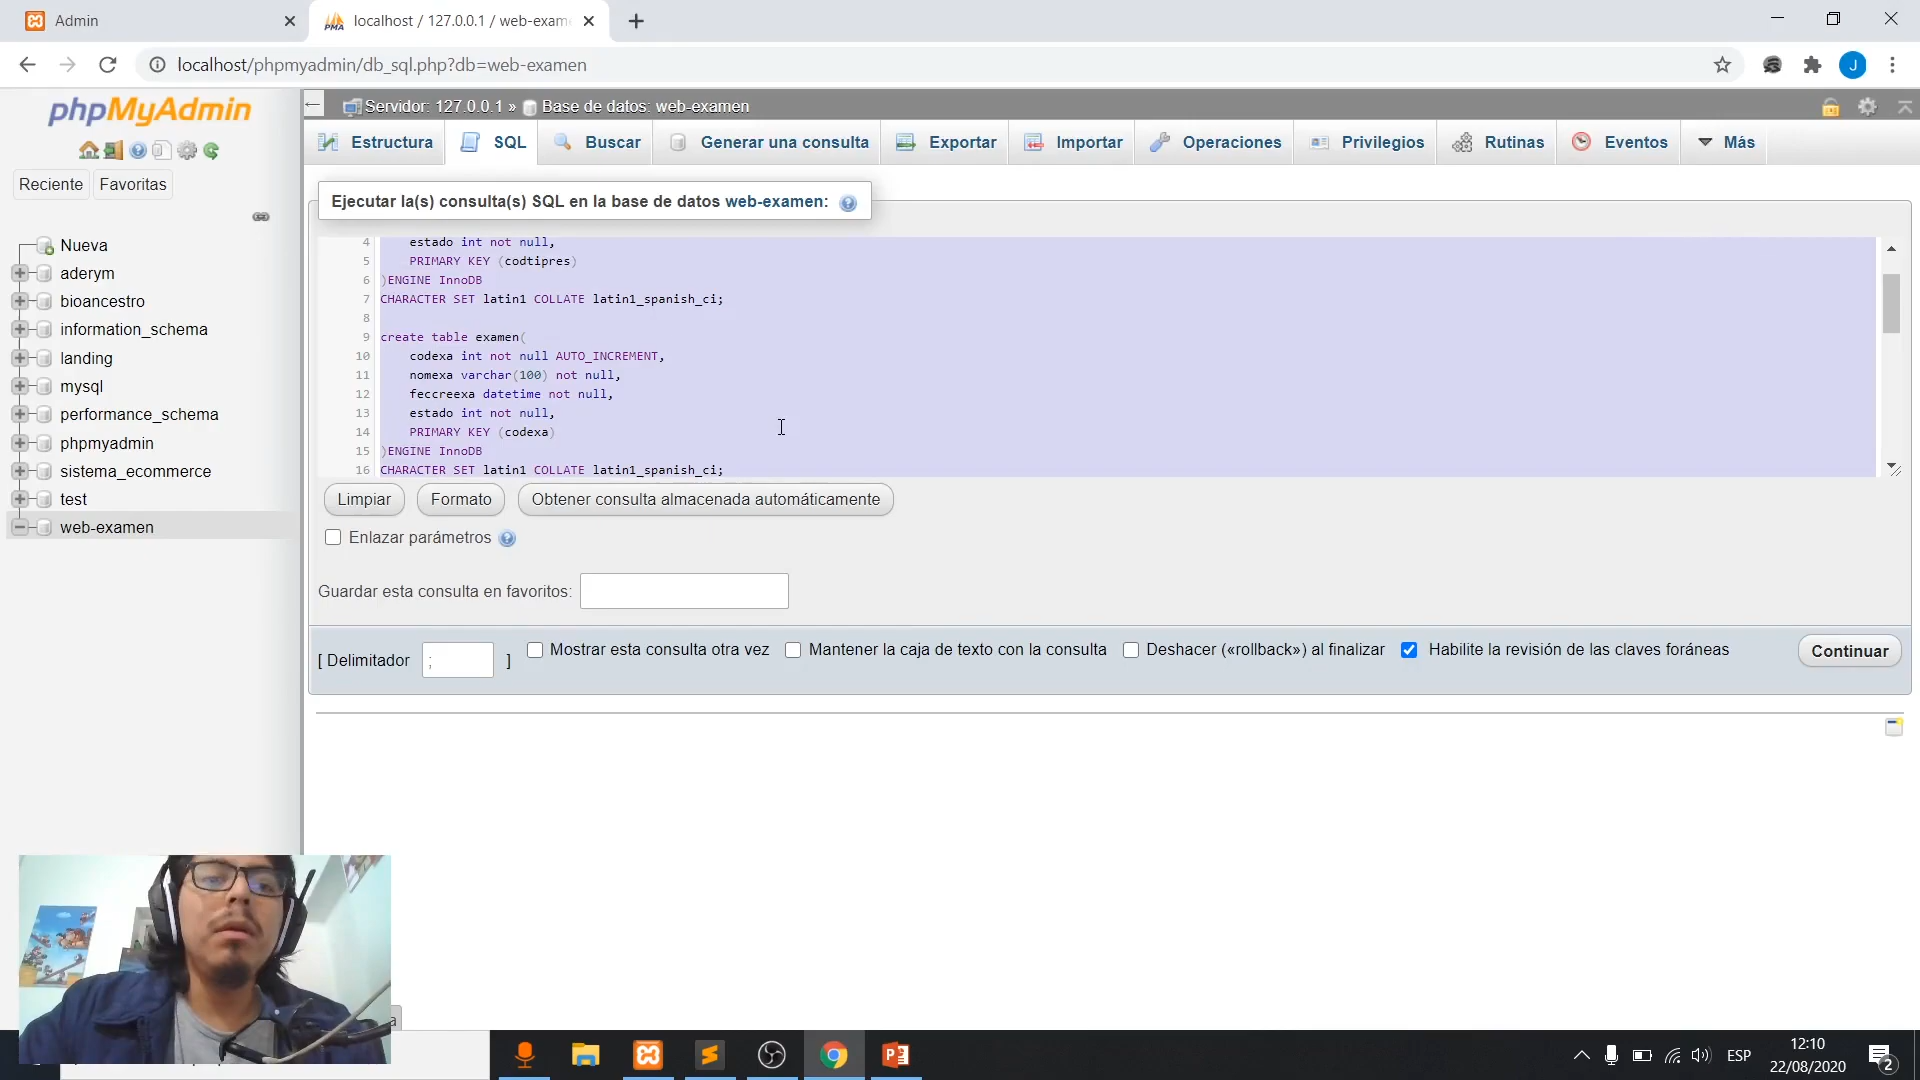 Admin
localhost / 127.0.0.1 / web-exam
localhost/phpmyadmin/db_sql.php?db=web-examen
J
phpMyAdmin
Reciente
Favoritas
Nueva
aderym
bioancestro
information_schema
landing
mysql
performance_schema
phpmyadmin
sistema_ecommerce
test
web-examen
Servidor: 127.0.0.1 » Base de datos: web-examen
Estructura
SQL
Buscar
Generar una consulta
Exportar
Importar
Operaciones
Privilegios
Rutinas
Eventos
Más
Ejecutar la(s) consulta(s) SQL en la base de datos web-examen:
4 estado int not null,
5 PRIMARY KEY (codtipres)
6 )ENGINE InnoDB
7 CHARACTER SET latin1 COLLATE latin1_spanish_ci;
8
9 create table examen(
10 codexa int not null AUTO_INCREMENT,
11 nomexa varchar(100) not null,
12 feccreexa datetime not null,
13 estado int not null,
14 PRIMARY KEY (codexa)
15 )ENGINE InnoDB
16 CHARACTER SET latin1 COLLATE latin1_spanish_ci;
Limpiar
Formato
Obtener consulta almacenada automáticamente
Enlazar parámetros
Guardar esta consulta en favoritos:
[ Delimitador ; ]
Mostrar esta consulta otra vez
Mantener la caja de texto con la consulta
Deshacer («rollback») al finalizar
Habilite la revisión de las claves foráneas
Continuar
ESP
12:10
22/08/2020
2